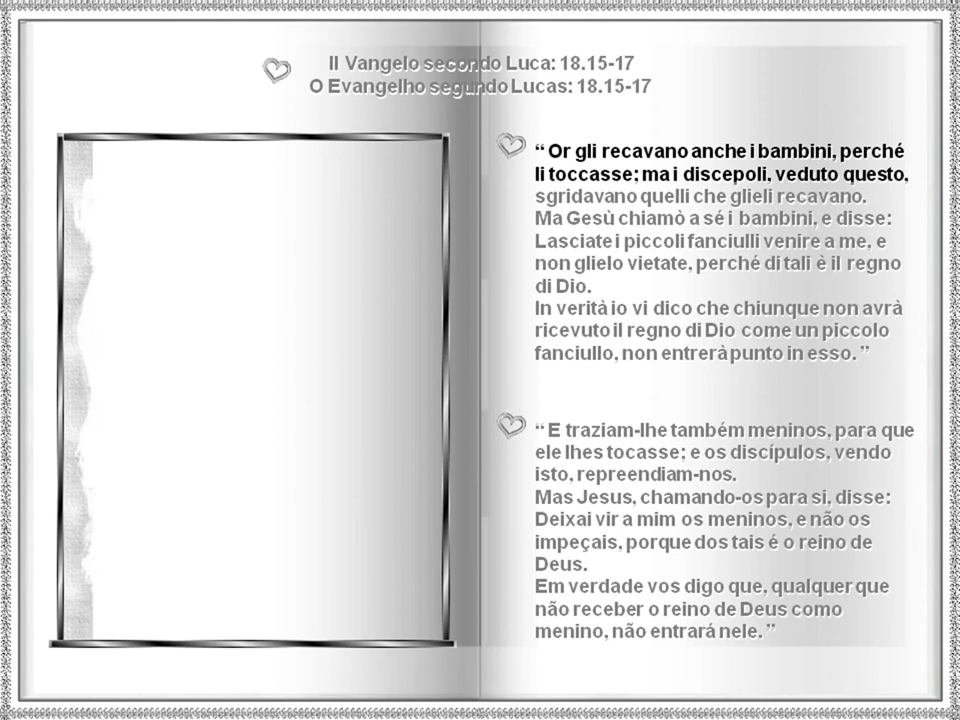 Il Vangelo secondo Luca: 18.15-17
O Evangelho segundo Lucas: 18.15-17
“ Or gli recavano anche i bambini, perché
li toccasse; ma i discepoli, veduto questo,
sgridavano quelli che glieli recavano.
Ma Gesù chiamò a sé i bambini, e disse:
Lasciate i piccoli fanciulli venire a me, e
non glielo vietate, perché di tali è il regno
di Dio.
In verità io vi dico che chiunque non avrà
ricevuto il regno di Dio come un piccolo
fanciullo, non entrerà punto in esso. ”
“ E traziam-lhe também meninos, para que
ele lhes tocasse; e os discípulos, vendo
isto, repreendiam-nos.
Mas Jesus, chamando-os para si, disse:
Deixai vir a mim os meninos, e não os
impeçais, porque dos tais é o reino de
Deus.
Em verdade vos digo que, qualquer que
não receber o reino de Deus como
menino, não entrará nele. ”